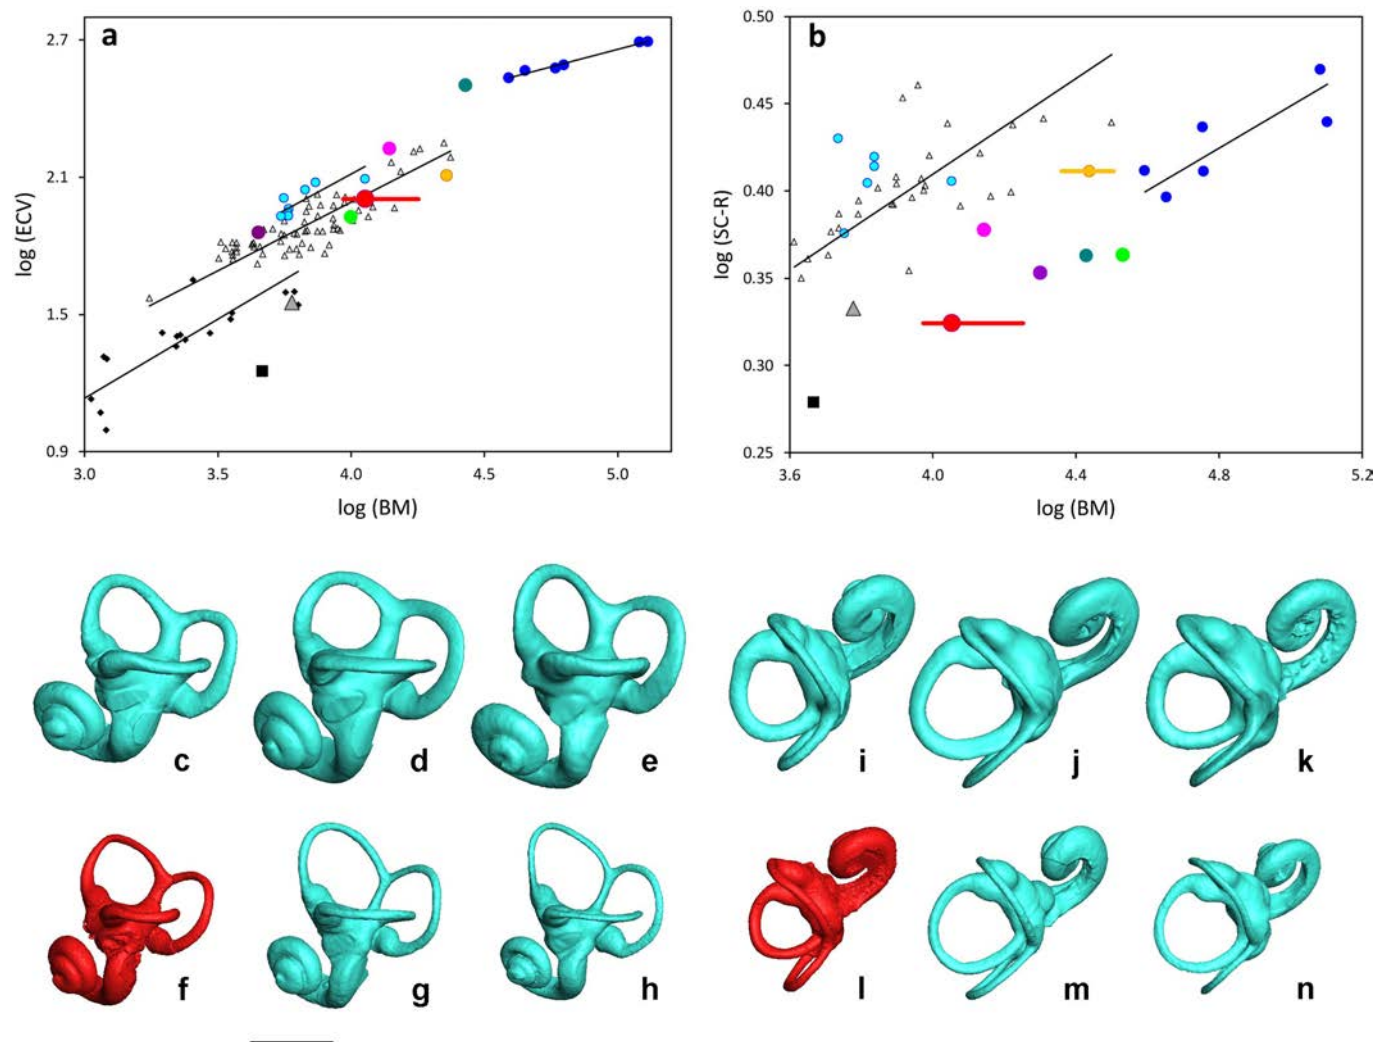 a
2.7
2.1
1.5
0.9
log (ECV)
3.0 3.5 4.0 4.5 5.0
log (BM)
b
0.50
0.45
0.40
0.35
0.30
0.25
log (SC-R)
3.6 4.0 4.4 4.8 5.2
log (BM)
c d e i j k
f g h l m n